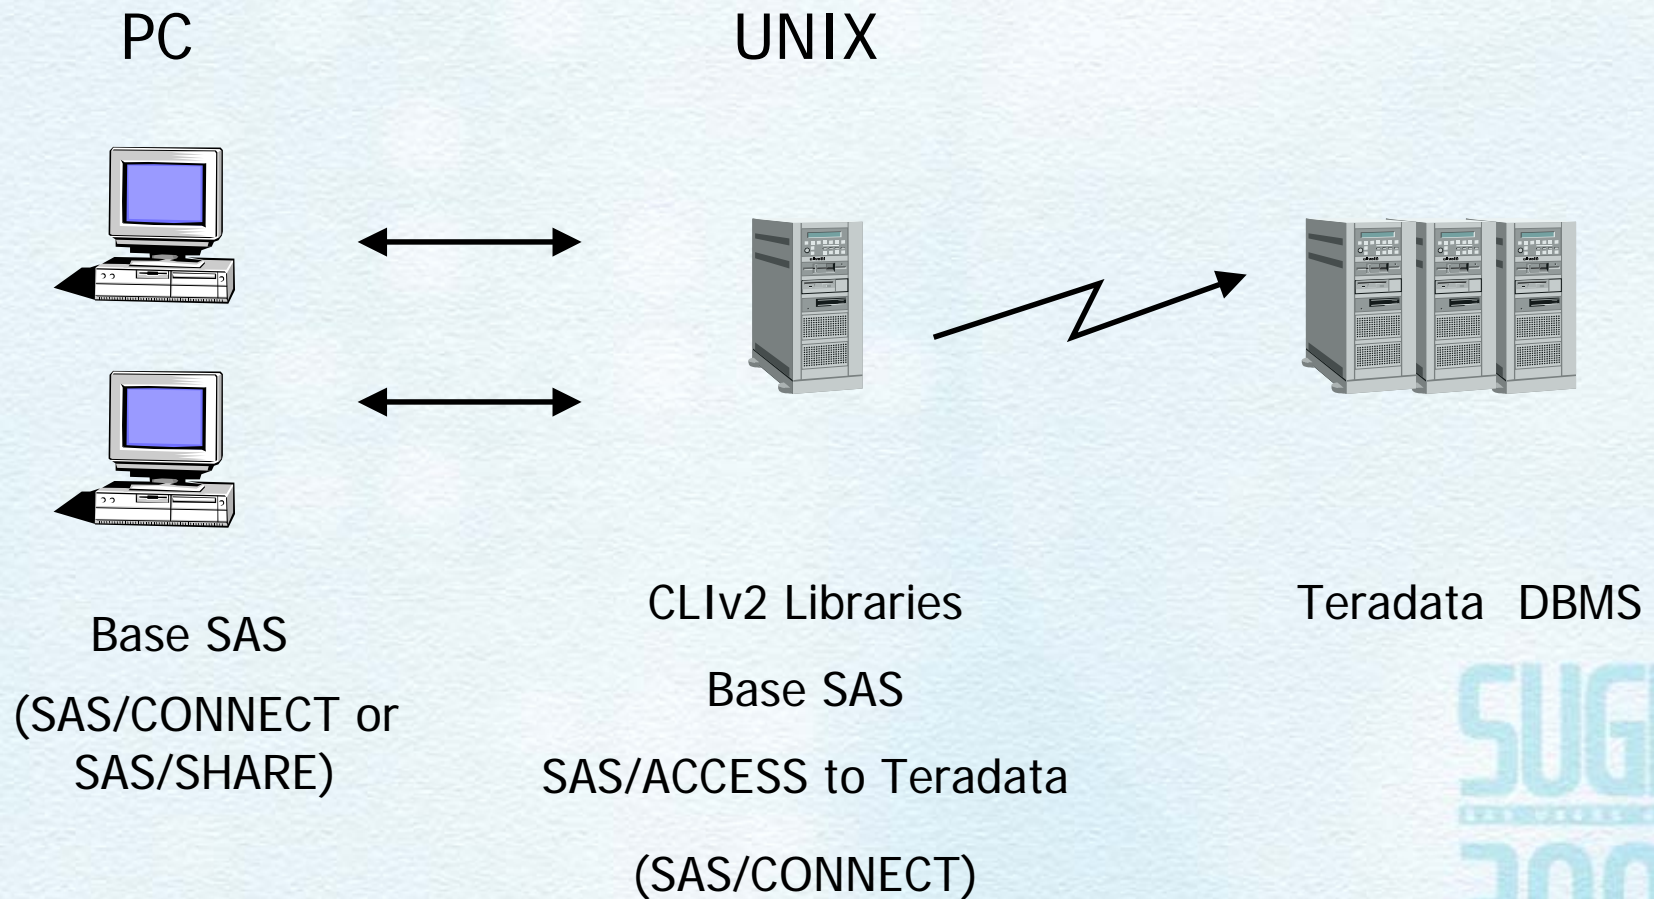 PC
UNIX
Base SAS
(SAS/CONNECT or
SAS/SHARE)
CLIv2 Libraries
Base SAS
SAS/ACCESS to Teradata
(SAS/CONNECT)
Teradata DBMS